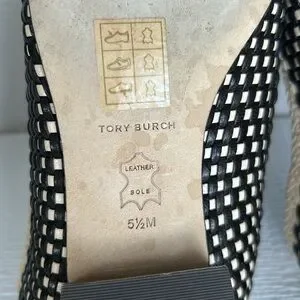 TORY BURCH
LEATHER
SOLE
5½M